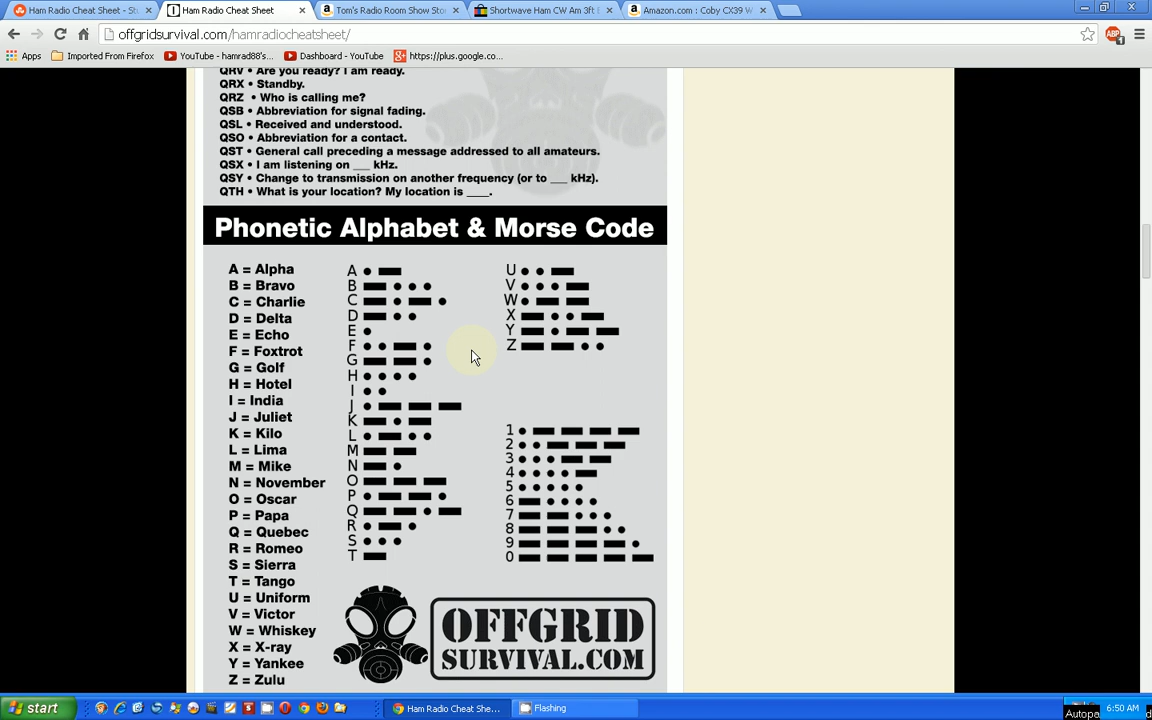 Ham Radio Cheat Sheet - St
Ham Radio Cheat Sheet
Tom's Radio Room Show Sto
Shortwave Ham CW Am 3ft
Amazon.com : Coby CX39 W
offgridsurvival.com/hamradiocheatsheet/
ABP
Apps
Imported From Firefox
YouTube - hamrad88's...
Dashboard - YouTube
https://plus.google.co...
QRV • Are you ready? I am ready.
QRX • Standby.
QRZ • Who is calling me?
QSB • Abbreviation for signal fading.
QSL • Received and understood.
QSO • Abbreviation for a contact.
QST • General call preceding a message addressed to all amateurs.
QSX • I am listening on ___ kHz.
QSY • Change to transmission on another frequency (or to ___ kHz).
QTH • What is your location? My location is ____.
Phonetic Alphabet & Morse Code
A = Alpha
B = Bravo
C = Charlie
D = Delta
E = Echo
F = Foxtrot
G = Golf
H = Hotel
I = India
J = Juliet
K = Kilo
L = Lima
M = Mike
N = November
O = Oscar
P = Papa
Q = Quebec
R = Romeo
S = Sierra
T = Tango
U = Uniform
V = Victor
W = Whiskey
X = X-ray
Y = Yankee
Z = Zulu
A
B
C
D
E
F
G
H
I
J
K
L
M
N
O
P
Q
R
S
T
U
V
W
X
Y
Z
1
2
3
4
5
6
7
8
9
0
OFFGRID
SURVIVAL.COM
start
Ham Radio Cheat She...
Flashing
6:50 AM
Autopa